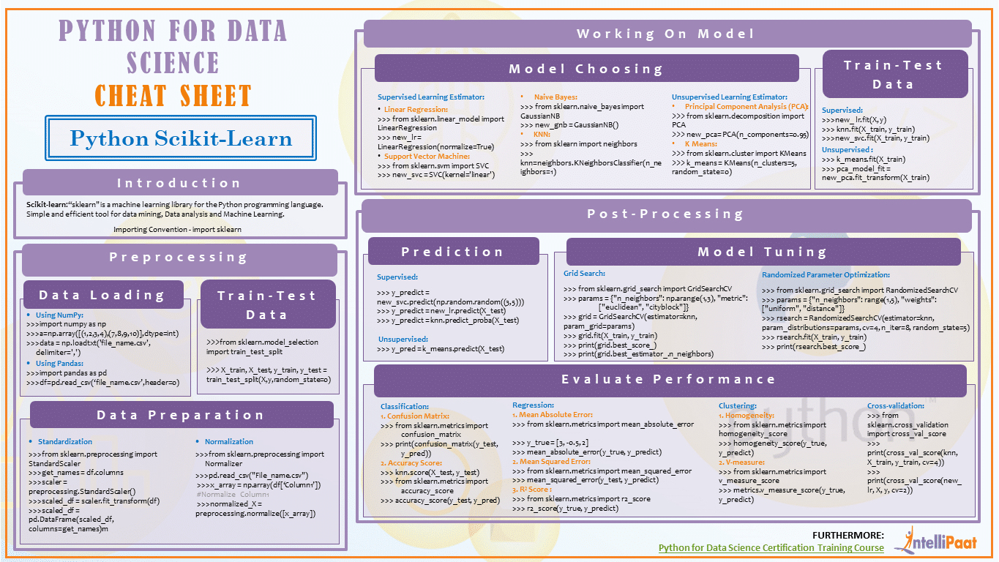 PYTHON FOR DATA
SCIENCE
CHEAT SHEET
Python Scikit-Learn
Introduction
Scikit-learn:“sklearn" is a machine learning library for the Python programming language.
Simple and efficient tool for data mining, Data analysis and Machine Learning.
Importing Convention - import sklearn
Preprocessing
Data Loading
• Using NumPy:
>>>import numpy as np
>>>a=np.array([(1,2,3,4),(7,8,9,10)],dtype=int)
>>>data = np.loadtxt('file_name.csv',
delimiter=',')
• Using Pandas:
>>>import pandas as pd
>>>df=pd.read_csv(‘file_name.csv’,header=0)
Train-Test
Data
>>>from sklearn.model_selection
import train_test_split
>>> X_train, X_test, y_train, y_test =
train_test_split(X,y,random_state=0)
Data Preparation
• Standardization
>>>from sklearn.preprocessing import
StandardScaler
>>>get_names = df.columns
>>>scaler =
preprocessing.StandardScaler()
>>>scaled_df = scaler.fit_transform(df)
>>>scaled_df =
pd.DataFrame(scaled_df,
columns=get_names)m
• Normalization
>>>from sklearn.preprocessing import
Normalizer
>>>pd.read_csv("File_name.csv")
>>>x_array = np.array(df[‘Column1’])
#Normalize Column1
>>>normalized_X =
preprocessing.normalize([x_array])
Working On Model
Model Choosing
Supervised Learning Estimator:
• Linear Regression:
>>> from sklearn.linear_model import
LinearRegression
>>> new_lr =
LinearRegression(normalize=True)
• Support Vector Machine:
>>> from sklearn.svm import SVC
>>> new_svc = SVC(kernel='linear')
• Naive Bayes:
>>> from sklearn.naive_bayes import
GaussianNB
>>> new_gnb = GaussianNB()
• KNN:
>>> from sklearn import neighbors
>>>
knn=neighbors.KNeighborsClassifier(n_ne
ighbors=1)
Unsupervised Learning Estimator:
• Principal Component Analysis (PCA):
>>> from sklearn.decomposition import
PCA
>>> new_pca= PCA(n_components=0.95)
• K Means:
>>> from sklearn.cluster import KMeans
>>> k_means = KMeans(n_clusters=5,
random_state=0)
Train-Test
Data
Supervised:
>>>new_ lr.fit(X, y)
>>> knn.fit(X_train, y_train)
>>>new_svc.fit(X_train, y_train)
Unsupervised :
>>> k_means.fit(X_train)
>>> pca_model_fit =
new_pca.fit_transform(X_train)
Post-Processing
Prediction
Supervised:
>>> y_predict =
new_svc.predict(np.random.random((3,5)))
>>> y_predict = new_lr.predict(X_test)
>>> y_predict = knn.predict_proba(X_test)
Unsupervised:
>>> y_pred = k_means.predict(X_test)
Model Tuning
Grid Search:
>>> from sklearn.grid_search import GridSearchCV
>>> params = {"n_neighbors": np.arange(1,3), "metric":
["euclidean", "cityblock"]}
>>> grid = GridSearchCV(estimator=knn,
param_grid=params)
>>> grid.fit(X_train, y_train)
>>> print(grid.best_score_)
>>> print(grid.best_estimator_.n_neighbors)
Randomized Parameter Optimization:
>>> from sklearn.grid_search import RandomizedSearchCV
>>> params = {"n_neighbors": range(1,5), "weights":
["uniform", "distance"]}
>>> rsearch = RandomizedSearchCV(estimator=knn,
param_distributions=params, cv=4, n_iter=8, random_state=5)
>>> rsearch.fit(X_train, y_train)
>>> print(rsearch.best_score_)
Evaluate Performance
Classification:
1. Confusion Matrix:
>>> from sklearn.metrics import
confusion_matrix
>>> print(confusion_matrix(y_test,
y_pred))
2. Accuracy Score:
>>> knn.score(X_test, y_test)
>>> from sklearn.metrics import
accuracy_score
>>> accuracy_score(y_test, y_pred)
Regression:
1. Mean Absolute Error:
>>> from sklearn.metrics import mean_absolute_error
>>> y_true = [3, -0.5, 2]
>>> mean_absolute_error(y_true, y_predict)
2. Mean Squared Error:
>>> from sklearn.metrics import mean_squared_error
>>> mean_squared_error(y_test, y_predict)
3. R² Score :
>>> from sklearn.metrics import r2_score
>>> r2_score(y_true, y_predict)
Clustering:
1. Homogeneity:
>>> from sklearn.metrics import
homogeneity_score
>>> homogeneity_score(y_true,
y_predict)
2. V-measure:
>>> from sklearn.metrics import
v_measure_score
>>> metrics.v_measure_score(y_true,
y_predict)
Cross-validation:
>>> from
sklearn.cross_validation
import cross_val_score
>>>
print(cross_val_score(knn,
X_train, y_train, cv=4))
>>>
print(cross_val_score(new_
lr, X, y, cv=2))
python™
FURTHERMORE:
Python for Data Science Certification Training Course
IntelliPaat